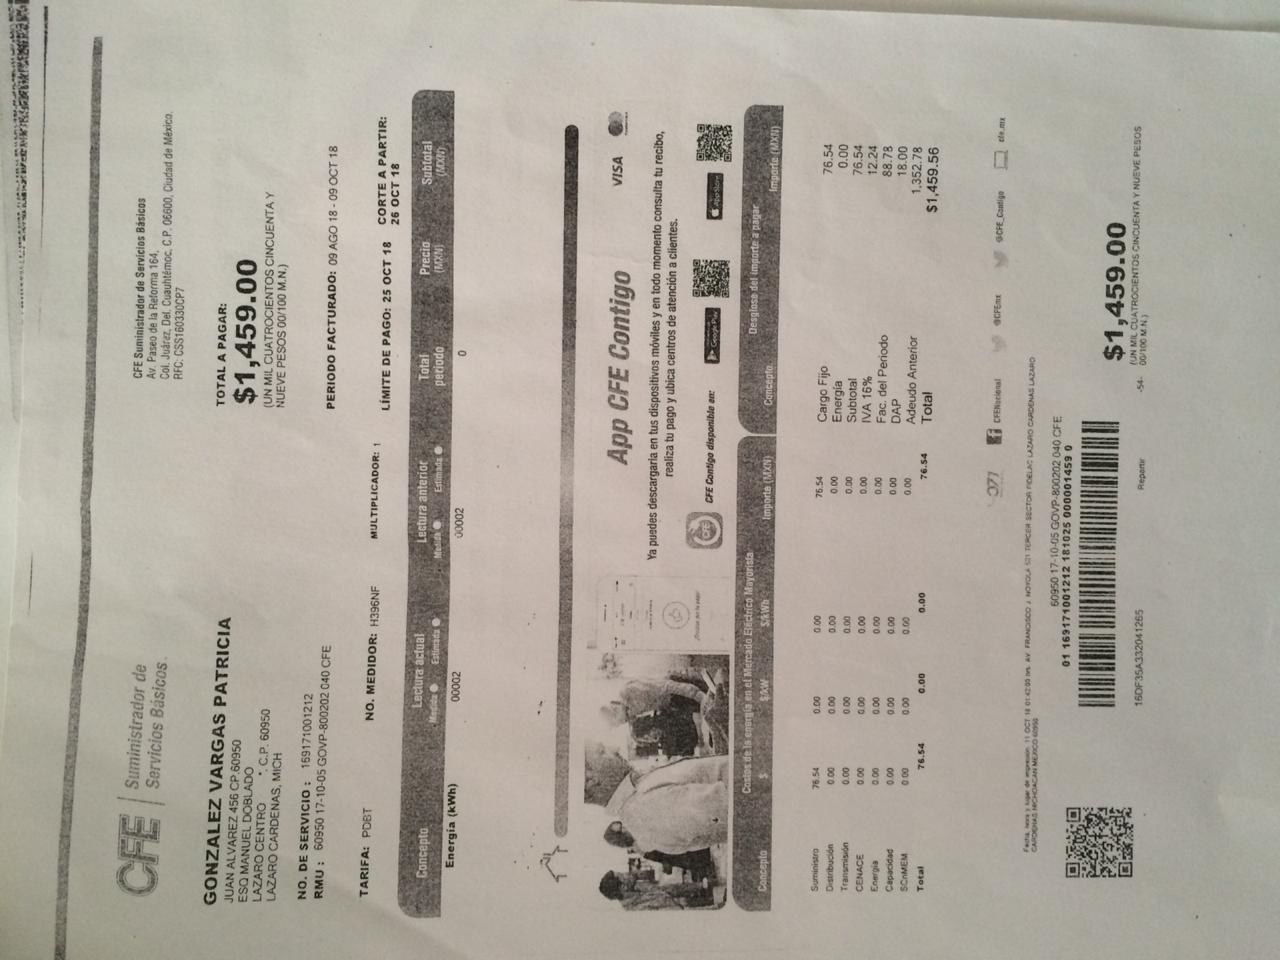 CFE Suministrador de
Servicios Básicos
CFE Suministrador de Servicios Básicos
Av. Paseo de la Reforma 164,
Col. Juárez, Del. Cuauhtémoc, C.P. 06600, Ciudad de México.
RFC: CSS160330CP7
GONZALEZ VARGAS PATRICIA
JUAN ALVAREZ 456 CP.60950
ESQ MANUEL DOBLADO
LAZARO CENTRO *. C.P. 60950
LAZARO CARDENAS, MICH
TOTAL A PAGAR:
$1,459.00
(UN MIL CUATROCIENTOS CINCUENTA Y
NUEVE PESOS 00/100 M.N.)
NO. DE SERVICIO : 169171001212
RMU : 60950 17-10-05 GOVP-800202 040 CFE
PERIODO FACTURADO: 09 AGO 18 - 09 OCT 18
TARIFA: PDBT NO. MEDIDOR: H396NF MULTIPLICADOR: 1
LÍMITE DE PAGO: 25 OCT 18 CORTE A PARTIR:
26 OCT 18
Concepto Lectura actual Lectura anterior Total periodo Precio (MXN) Subtotal (MXN)
Medida Estimada Medida Estimada
Energía (kWh) 00002 00002 0
App CFE Contigo VISA
Ya puedes descargarla en tus dispositivos móviles y en todo momento consulta tu recibo,
realiza tu pago y ubica centros de atención a clientes.
CFE CFE Contigo disponible en: Google Play App Store
Costos de la energía en el Mercado Eléctrico Mayorista
Concepto $ $/kW $/kWh Importe (MXN)
Suministro 76.54 0.00 0.00 76.54
Distribución 0.00 0.00 0.00 0.00
Transmisión 0.00 0.00 0.00 0.00
CENACE 0.00 0.00 0.00 0.00
Energía 0.00 0.00 0.00 0.00
Capacidad 0.00 0.00 0.00 0.00
SCnMEM 0.00 0.00 0.00 0.00
Total 76.54 0.00 0.00 76.54
Desglose del importe a pagar
Concepto Importe (MXN)
Cargo Fijo 76.54
Energía 0.00
Subtotal 76.54
IVA 16% 12.24
Fac. del Periodo 88.78
DAP 18.00
Adeudo Anterior 1,352.78
Total $1,459.56
071 CFENacional @CFEmx @CFE_Contigo cfe.mx
Fecha, hora y lugar de impresión: 11 OCT 18 01:42:00 hrs. AV. FRANCISCO J. NOYOLA 501 TERCER SECTOR FIDELAC LAZARO CARDENAS LAZARO
CARDENAS MICHOACAN MEXICO 60950
60950 17-10-05 GOVP-800202 040 CFE
01 169171001212 181025 000001459 0
16DF35A332041265 Repartir -54-
$1,459.00
(UN MIL CUATROCIENTOS CINCUENTA Y NUEVE PESOS
00/100 M.N.)